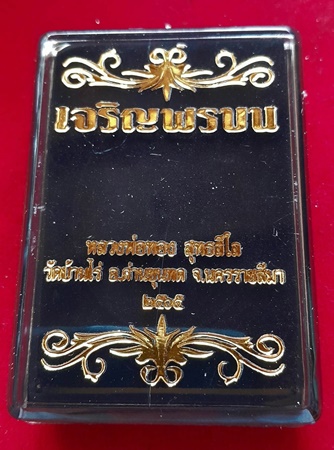 เจริญพรบน
หลวงพ่อทอง สุทธสีโล
วัดบ้านไร่ อ.ด่านขุนทด จ.นครราชสีมา
๒๕๖๕